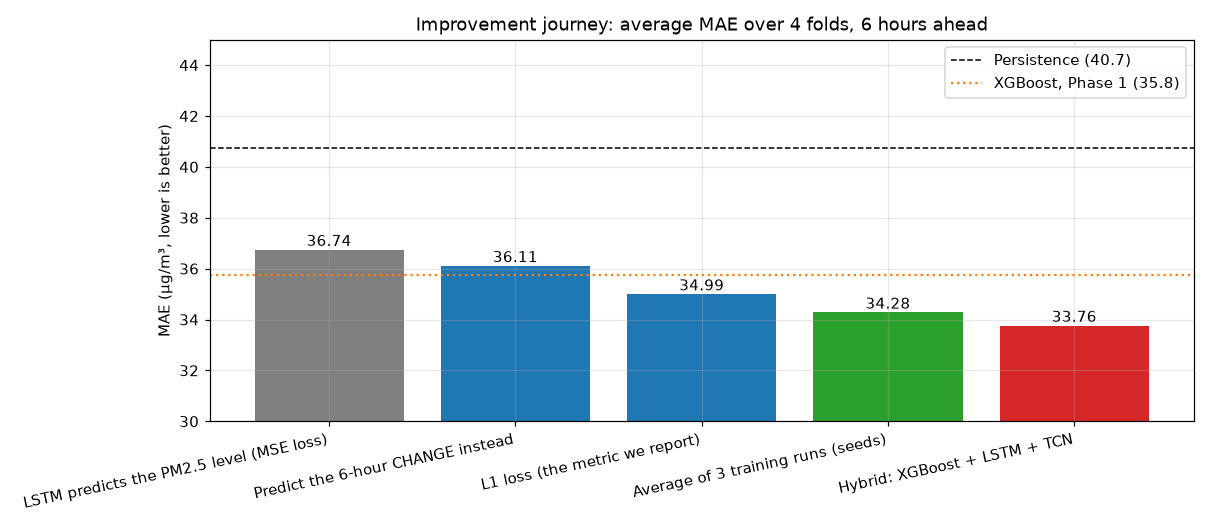 Improvement journey: average MAE over 4 folds, 6 hours ahead
Persistence (40.7)
XGBoost, Phase 1 (35.8)
MAE (µg/m³, lower is better)
44
42
40
38
36
34
32
30
36.74
36.11
34.99
34.28
33.76
LSTM predicts the PM2.5 level (MSE loss)
Predict the 6-hour CHANGE instead
L1 loss (the metric we report)
Average of 3 training runs (seeds)
Hybrid: XGBoost + LSTM + TCN